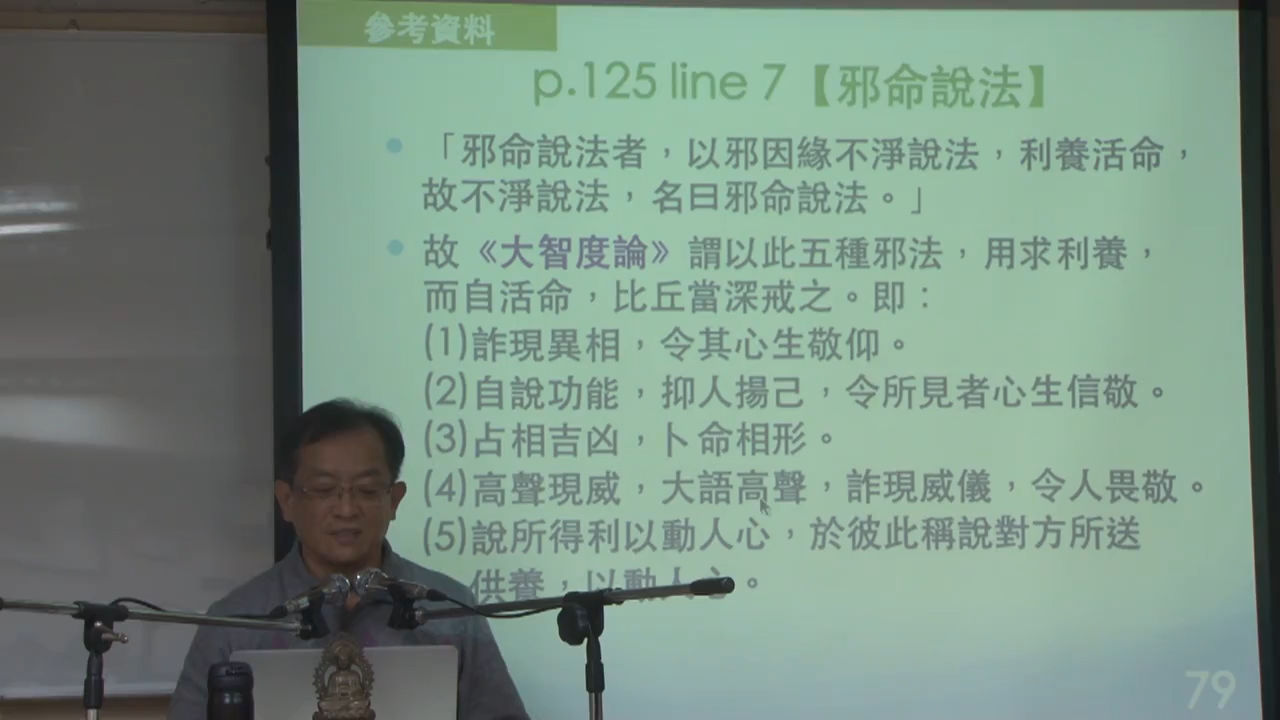 參考資料
p.125 line 7【邪命說法】
「邪命說法者，以邪因緣不淨說法，利養活命，
故不淨說法，名曰邪命說法。」
故《大智度論》謂以此五種邪法，用求利養，
而自活命，比丘當深戒之。即：
(1)詐現異相，令其心生敬仰。
(2)自說功能，抑人揚己，令所見者心生信敬。
(3)占相吉凶，卜命相形。
(4)高聲現威，大語高聲，詐現威儀，令人畏敬。
(5)說所得利以動人心，於彼此稱說對方所送
供養，以動人心。
79